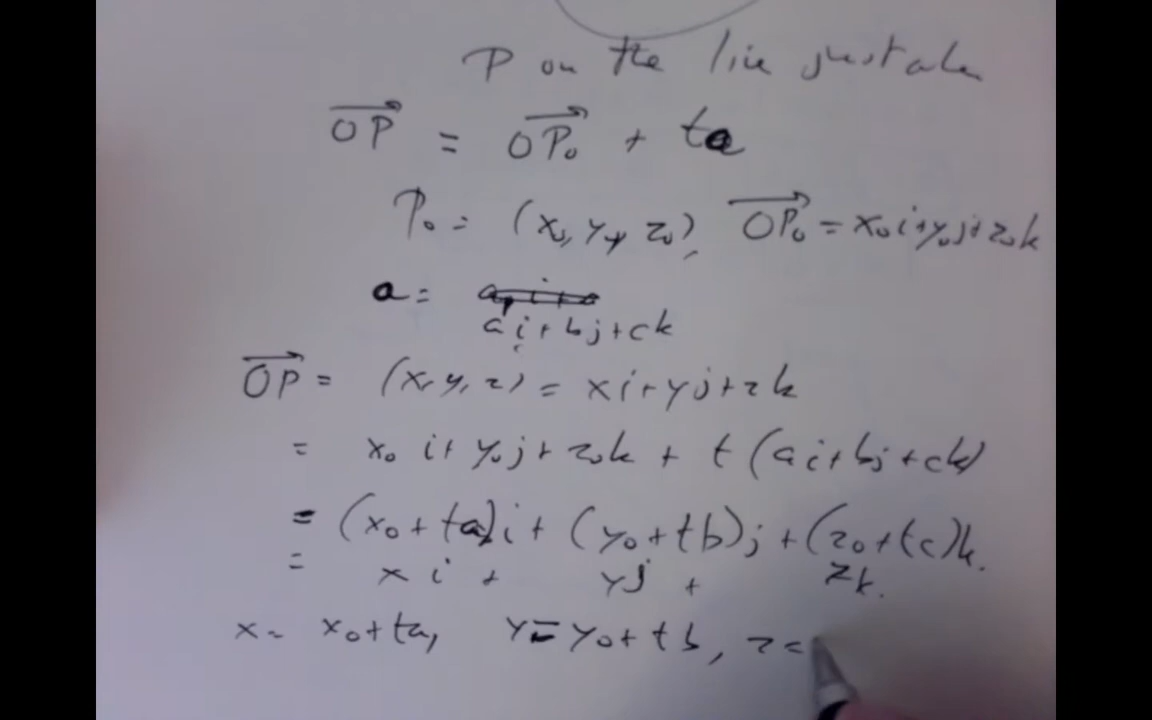 P on the line just when
OP = OP₀ + ta
P₀ = (x₀, y₀, z₀), OP₀ = x₀i+y₀j+z₀k
a =
ai+bj+ck
OP = (x, y, z) = xi+yj+zk
= x₀i+y₀j+z₀k + t(ai+bj+ck)
= (x₀+ta)i+(y₀+tb)j+(z₀+tc)k.
= xi + yj + zk.
x= x₀+ta, y=y₀+tb, z=